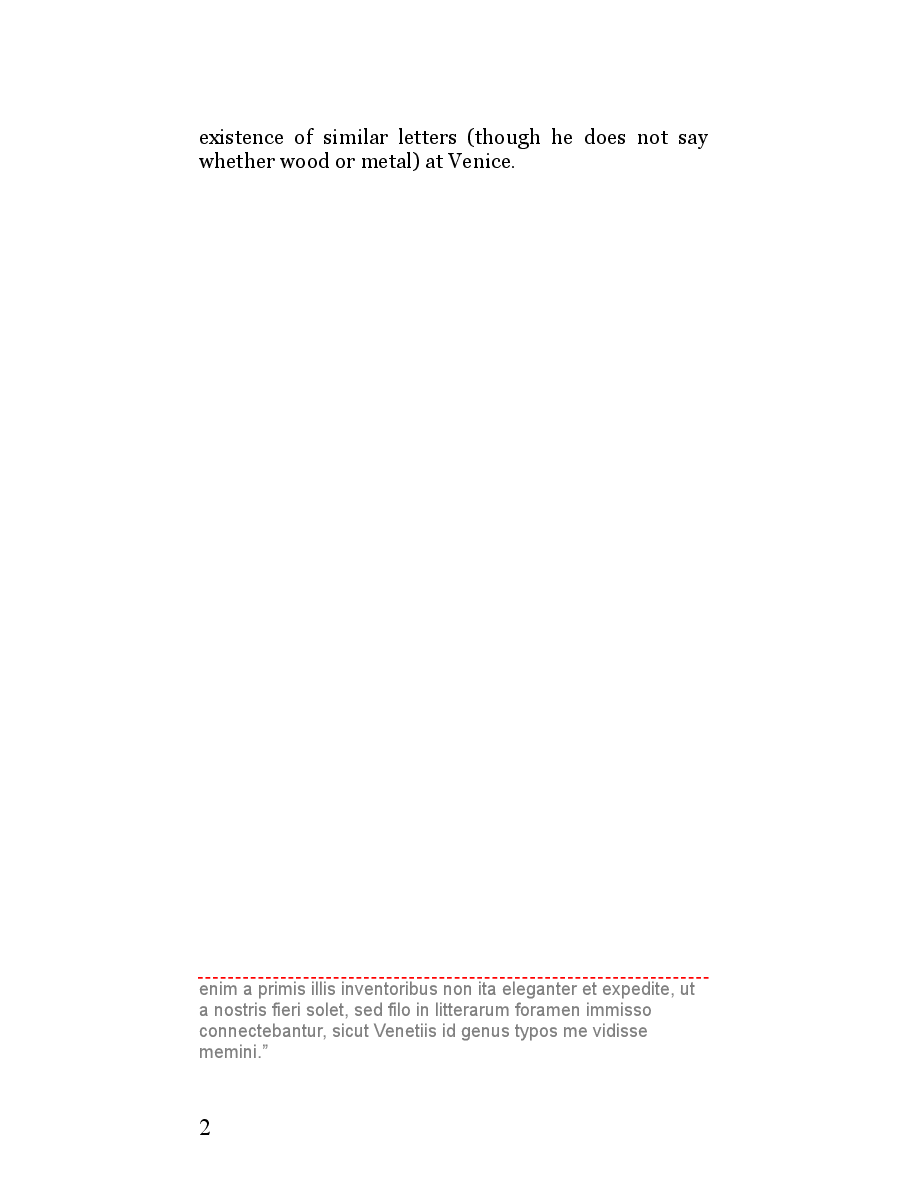 existence of similar letters (though he does not say
whether wood or metal) at Venice.
enim a primis illis inventoribus non ita eleganter et expedite, ut
a nostris fieri solet, sed filo in litterarum foramen immisso
connectebantur, sicut Venetiis id genus typos me vidisse
memini.”
2